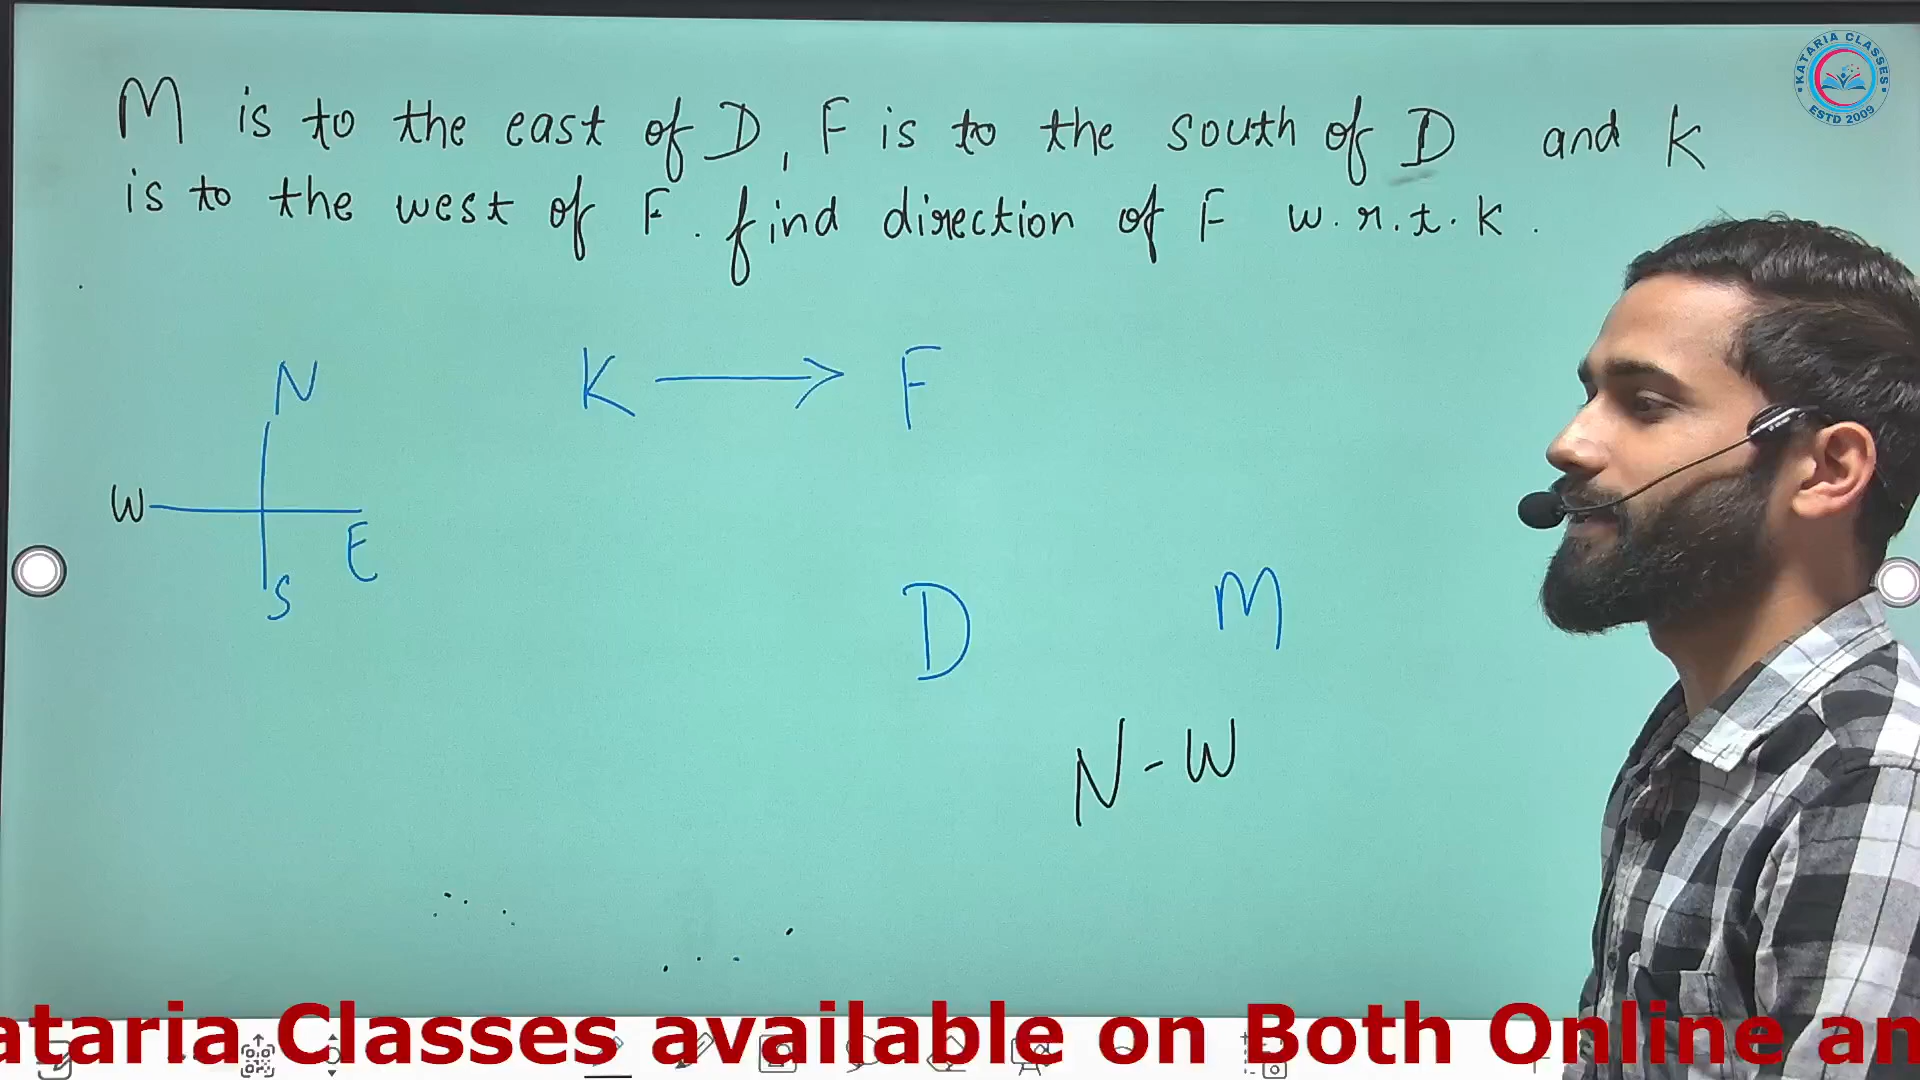 KATARIA CLASSES
ESTD 2009
M is to the east of D, F is to the south of D and K
is to the west of F. find direction of F w.r.t. K.
N
K → F
W
E
S
D M
N-W
ataria Classes available on Both Online an